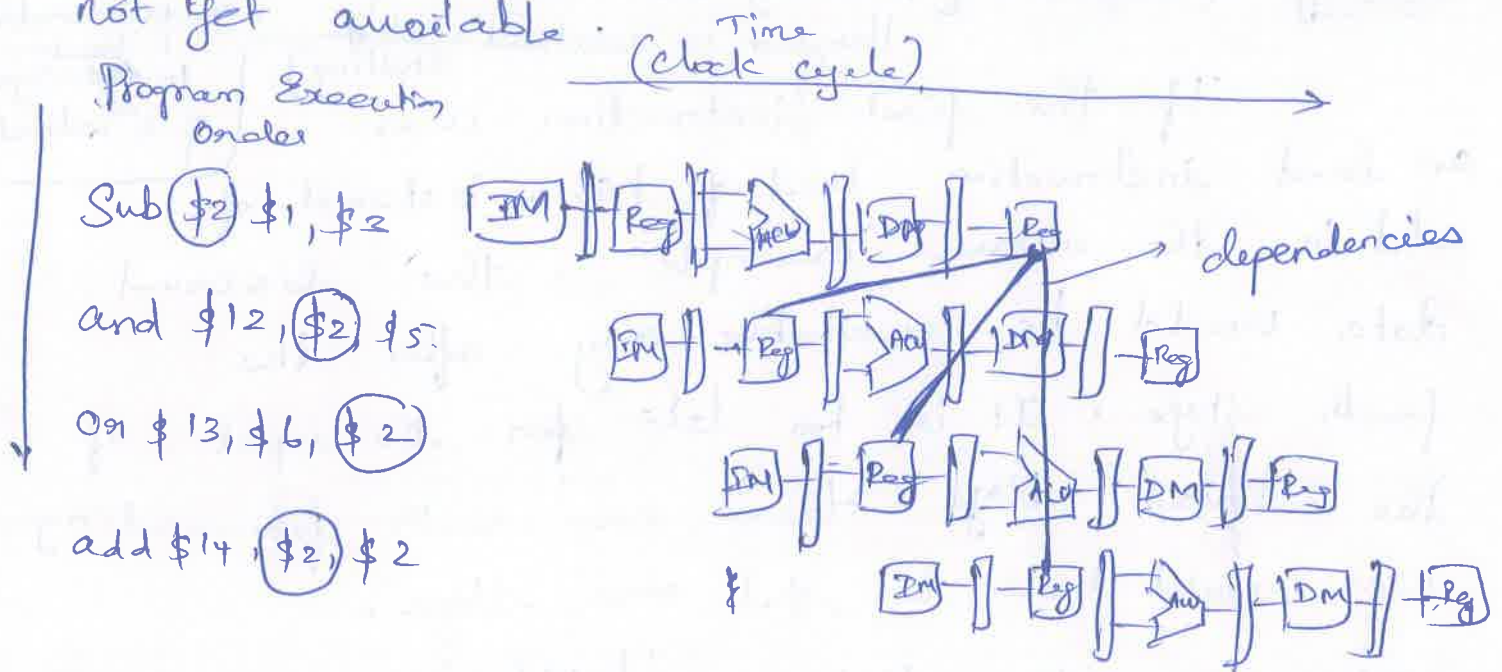 not yet available.
Time
(Clock cycle)
Program Execution
Order
Sub $2 $1, $3
IM Reg ALU DM Reg
dependencies
and $12, $2, $5.
IM Reg ALU DM Reg
Or $13, $6, $2
IM Reg ALU DM Reg
add $14, $2, $2
IM Reg ALU DM Reg